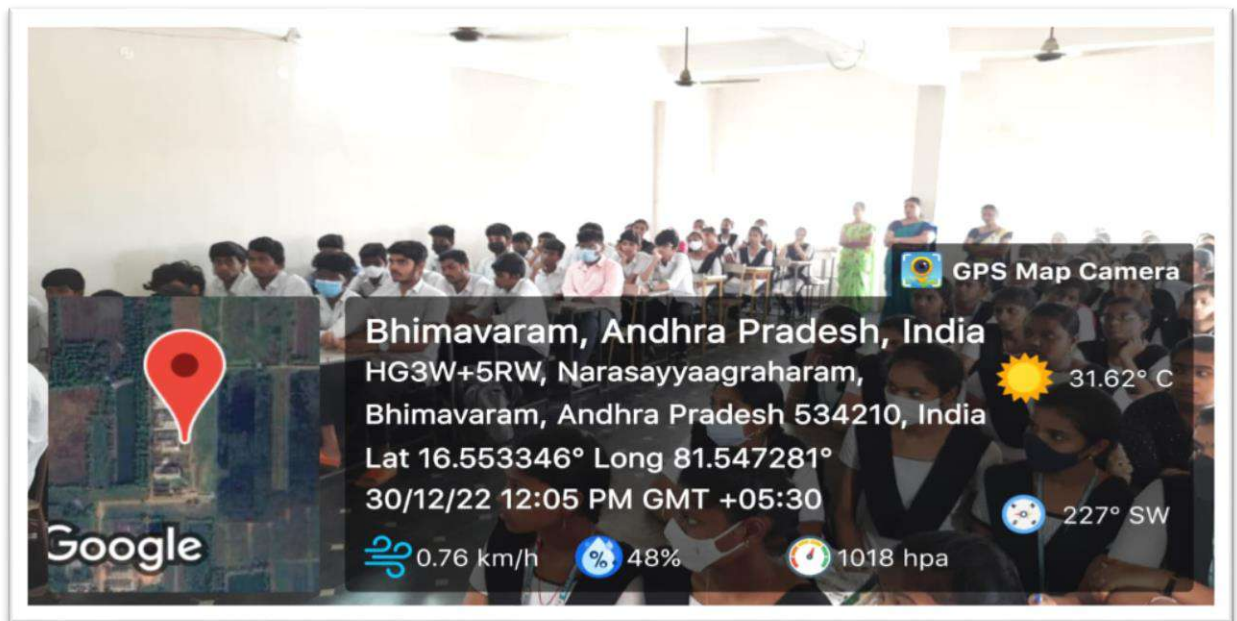 GPS Map Camera
Bhimavaram, Andhra Pradesh, India
HG3W+5RW, Narasayyaagraharam,
Bhimavaram, Andhra Pradesh 534210, India
31.62° C
Lat 16.553346° Long 81.547281°
30/12/22 12:05 PM GMT +05:30
227° SW
Google
0.76 km/h
% 48%
1018 hpa